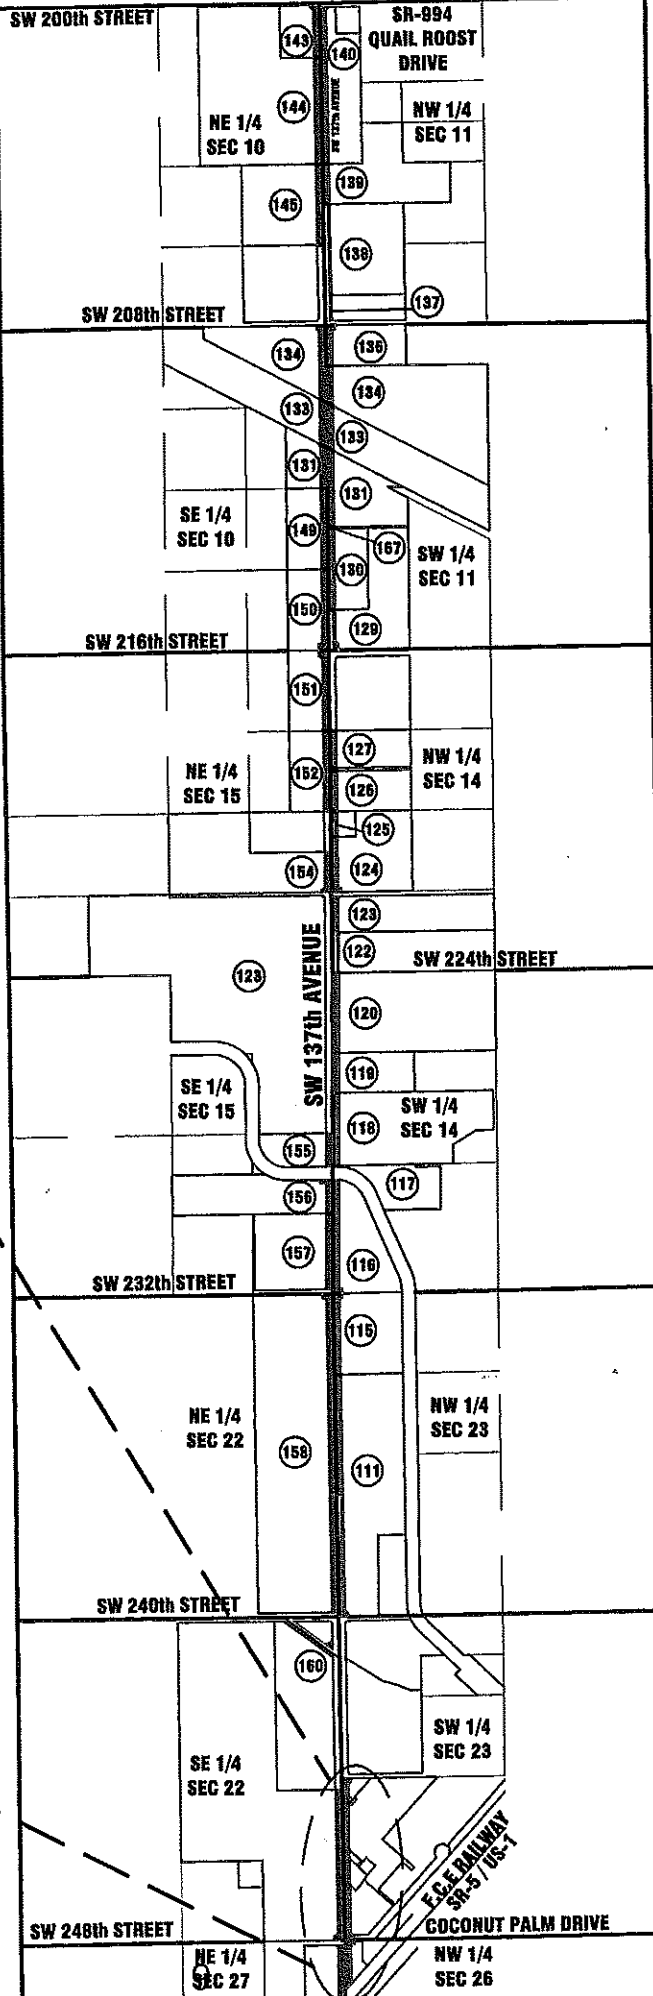 SW 200th STREET
SR-994
QUAIL ROOST
DRIVE
143
140
SW 137th AVENUE
144
NE 1/4
SEC 10
NW 1/4
SEC 11
139
145
138
137
SW 208th STREET
136
134
134
133
133
131
131
SE 1/4
SEC 10
149
167
SW 1/4
SEC 11
130
150
129
SW 216th STREET
151
127
NW 1/4
SEC 14
NE 1/4
SEC 15
152
126
125
154
124
123
122
SW 224th STREET
123
SW 137th AVENUE
120
119
SE 1/4
SEC 15
SW 1/4
SEC 14
118
155
117
156
157
116
SW 232th STREET
115
NE 1/4
SEC 22
NW 1/4
SEC 23
158
111
SW 240th STREET
160
SW 1/4
SEC 23
SE 1/4
SEC 22
F.C.E RAILWAY
SR-5 / US-1
SW 248th STREET
COCONUT PALM DRIVE
NE 1/4
SEC 27
NW 1/4
SEC 26